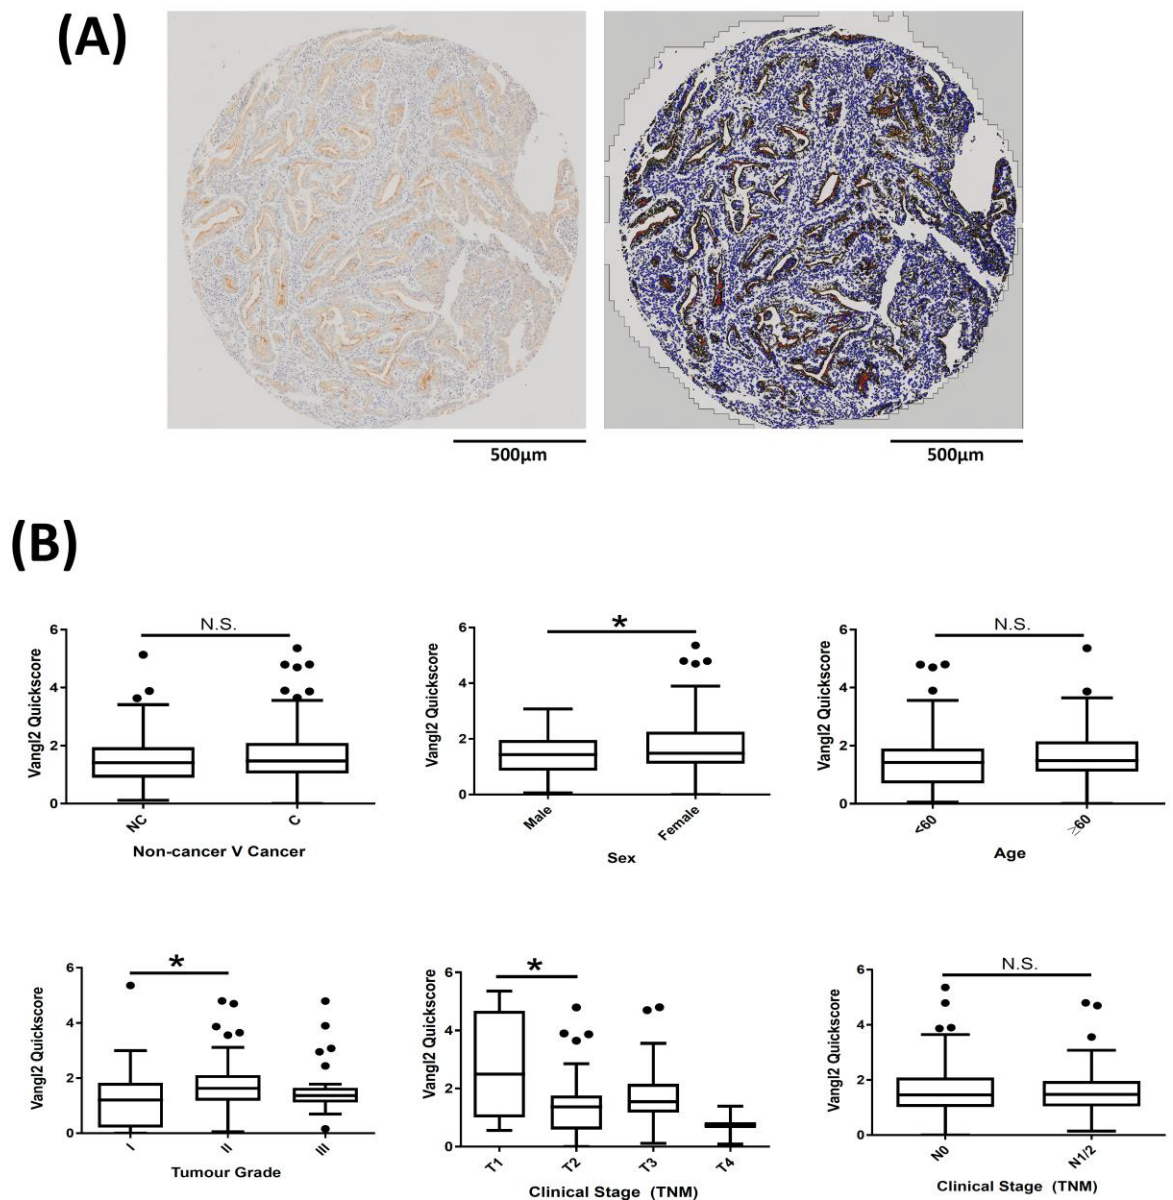 (A)
500μm
500μm
(B)
N.S.
6
4
2
0
Vangl2 Quickscore
NC
C
Non-cancer V Cancer
*
6
4
2
0
Vangl2 Quickscore
Male
Female
Sex
N.S.
6
4
2
0
Vangl2 Quickscore
<60
≥60
Age
*
6
4
2
0
Vangl2 Quickscore
I
II
III
Tumour Grade
*
6
4
2
0
Vangl2 Quickscore
T1
T2
T3
T4
Clinical Stage (TNM)
N.S.
6
4
2
0
Vangl2 Quickscore
N0
N1/2
Clinical Stage (TNM)